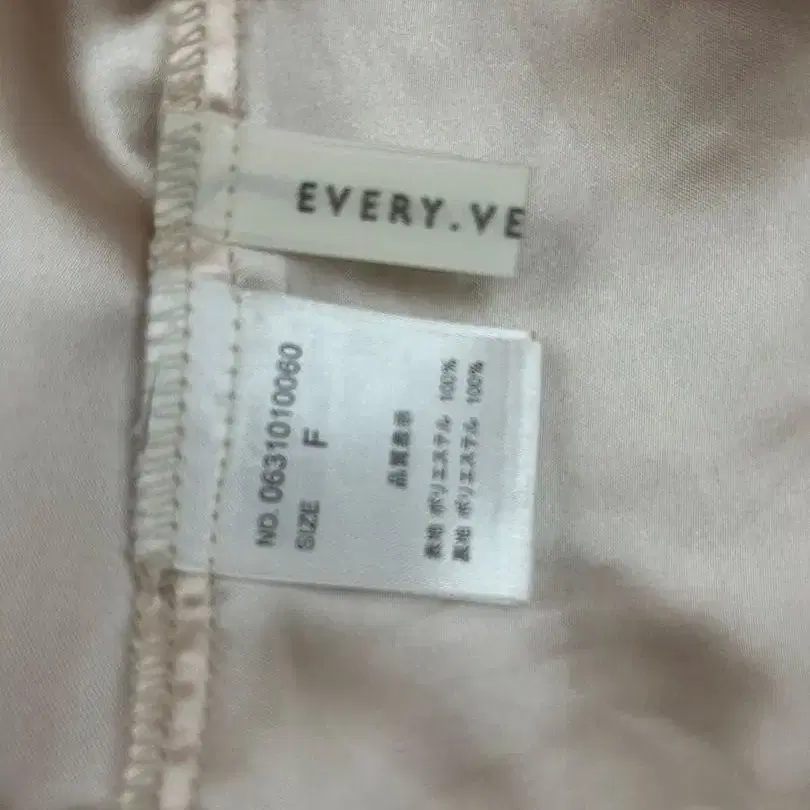 EVERY.VE
NO. 0631010060
SIZE F
品質表示
表地 ポリエステル 100%
裏地 ポリエステル 100%